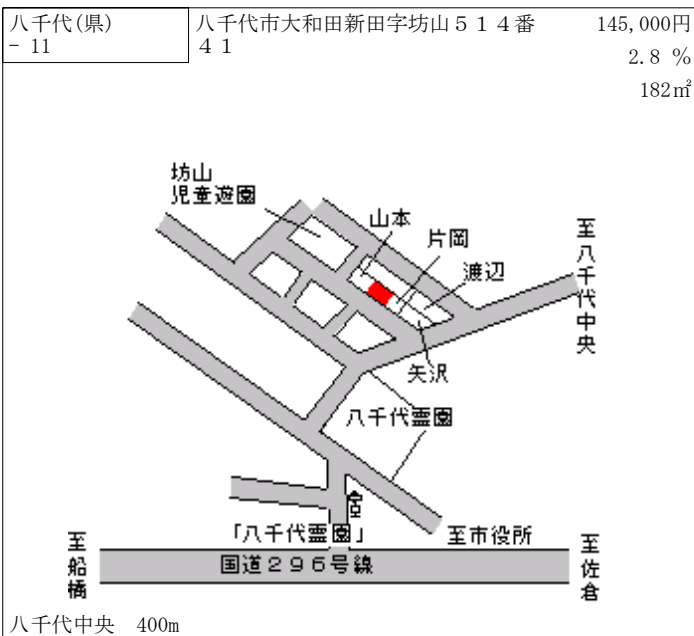 八千代(県)
- 11
八千代市大和田新田字坊山５１４番
４１
145,000円
2.8 %
182㎡
坊山
児童遊園
山本
片岡
渡辺
至八千代中央
矢沢
八千代霊園
「八千代霊園」
至市役所
至船橋
国道２９６号線
至佐倉
八千代中央　400m